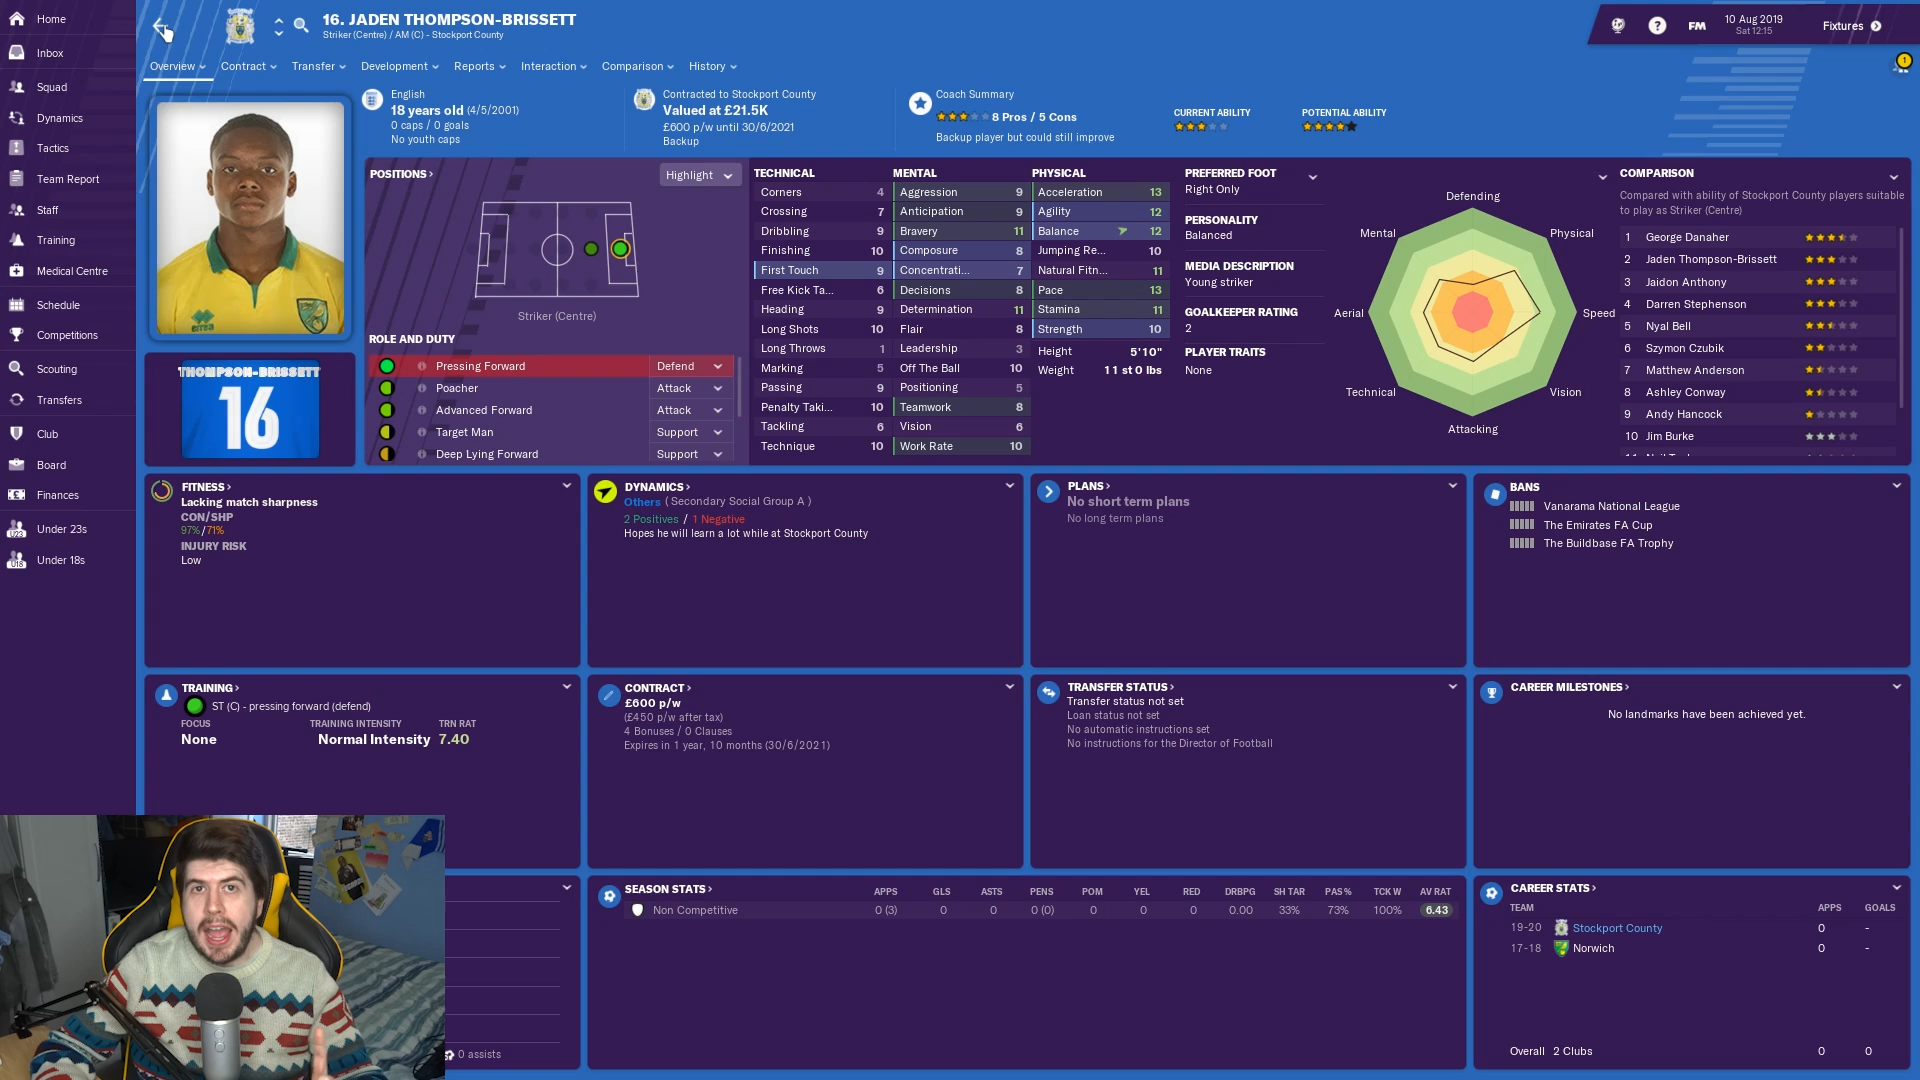 Home
Inbox
Squad
Dynamics
Tactics
Team Report
Staff
Training
Medical Centre
Schedule
Competitions
Scouting
Transfers
Club
Board
Finances
Under 23s
Under 18s
16. JADEN THOMPSON-BRISSETT
Striker (Centre) / AM (C) - Stockport County
FM
10 Aug 2019
Sat 12:15
Fixtures
1
Overview Contract Transfer Development Reports Interaction Comparison History
English
18 years old (4/5/2001)
0 caps / 0 goals
No youth caps
Contracted to Stockport County
Valued at £21.5K
£600 p/w until 30/6/2021
Backup
Coach Summary
8 Pros / 5 Cons
Backup player but could still improve
CURRENT ABILITY
POTENTIAL ABILITY
THOMPSON-BRISSETT
16
POSITIONS
Highlight
Striker (Centre)
ROLE AND DUTY
Pressing Forward Defend
Poacher Attack
Advanced Forward Attack
Target Man Support
Deep Lying Forward Support
TECHNICAL
Corners 4
Crossing 7
Dribbling 9
Finishing 10
First Touch 9
Free Kick Ta... 6
Heading 9
Long Shots 10
Long Throws 1
Marking 5
Passing 9
Penalty Taki... 10
Tackling 6
Technique 10
MENTAL
Aggression 9
Anticipation 9
Bravery 11
Composure 8
Concentrati... 7
Decisions 8
Determination 11
Flair 8
Leadership 3
Off The Ball 10
Positioning 5
Teamwork 8
Vision 6
Work Rate 10
PHYSICAL
Acceleration 13
Agility 12
Balance 12
Jumping Re... 10
Natural Fitn... 11
Pace 13
Stamina 11
Strength 10
Height 5'10"
Weight 11 st 0 lbs
PREFERRED FOOT
Right Only
PERSONALITY
Balanced
MEDIA DESCRIPTION
Young striker
GOALKEEPER RATING
2
PLAYER TRAITS
None
Defending
Physical
Speed
Vision
Attacking
Technical
Aerial
Mental
COMPARISON
Compared with ability of Stockport County players suitable
to play as Striker (Centre)
1 George Danaher
2 Jaden Thompson-Brissett
3 Jaidon Anthony
4 Darren Stephenson
5 Nyal Bell
6 Szymon Czubik
7 Matthew Anderson
8 Ashley Conway
9 Andy Hancock
10 Jim Burke
FITNESS
Lacking match sharpness
CON/SHP
97%/71%
INJURY RISK
Low
DYNAMICS
Others (Secondary Social Group A)
2 Positives / 1 Negative
Hopes he will learn a lot while at Stockport County
PLANS
No short term plans
No long term plans
BANS
Vanarama National League
The Emirates FA Cup
The Buildbase FA Trophy
TRAINING
ST (C) - pressing forward (defend)
FOCUS TRAINING INTENSITY TRN RAT
None Normal Intensity 7.40
CONTRACT
£600 p/w
(£450 p/w after tax)
4 Bonuses / 0 Clauses
Expires in 1 year, 10 months (30/6/2021)
TRANSFER STATUS
Transfer status not set
Loan status not set
No automatic instructions set
No instructions for the Director of Football
CAREER MILESTONES
No landmarks have been achieved yet.
0 assists
SEASON STATS APPS GLS ASTS PENS POM YEL RED DRBPG SH TAR PAS % TCK W AV RAT
Non Competitive 0 (3) 0 0 0 (0) 0 0 0 0.00 33% 73% 100% 6.43
CAREER STATS
TEAM APPS GOALS
19-20 Stockport County 0 -
17-18 Norwich 0 -
Overall 2 Clubs 0 0